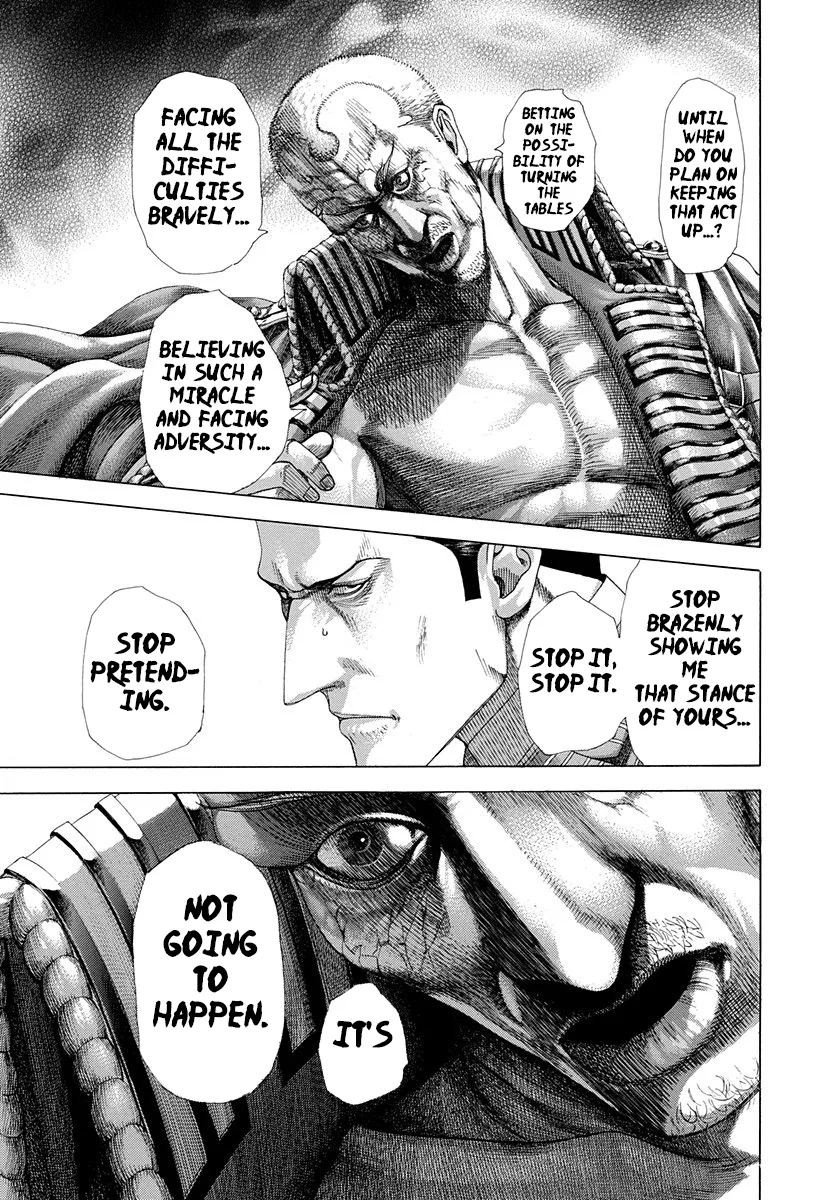 UNTIL
WHEN
DO YOU
PLAN ON
KEEPING
THAT ACT
UP...?
BETTING
ON THE
POSSI-
BILITY OF
TURNING
THE
TABLES
FACING
ALL THE
DIFFI-
CULTIES
BRAVELY...
BELIEVING
IN SUCH A
MIRACLE
AND FACING
ADVERSITY...
STOP
BRAZENLY
SHOWING
ME
THAT STANCE
OF YOURS...
STOP IT,
STOP IT.
STOP
PRETEND-
ING.
IT'S
NOT
GOING
TO
HAPPEN.